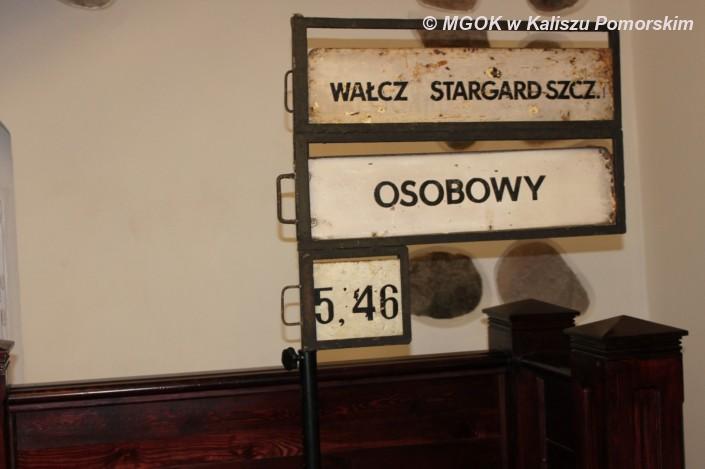 © MGOK w Kaliszu Pomorskim
WAŁCZ STARGARD-SZCZ.
OSOBOWY
5,46